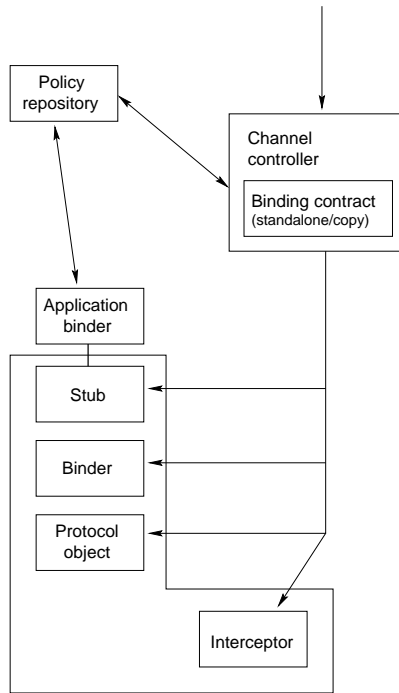 Policy
repository
Channel
controller
Binding contract
(standalone/copy)
Application
binder
Stub
Binder
Protocol
object
Interceptor